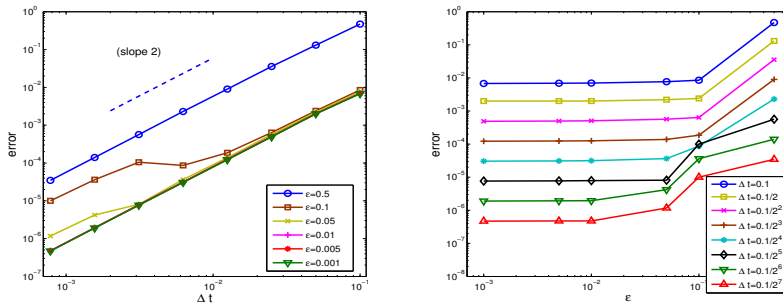 10^0
10^-1
10^-2
10^-3
10^-4
10^-5
10^-6
10^-7
error
(slope 2)
ε=0.5
ε=0.1
ε=0.05
ε=0.01
ε=0.005
ε=0.001
10^-3
10^-2
10^-1
Δ t
10^0
10^-1
10^-2
10^-3
10^-4
10^-5
10^-6
10^-7
10^-8
error
Δ t=0.1
Δ t=0.1/2
Δ t=0.1/2^2
Δ t=0.1/2^3
Δ t=0.1/2^4
Δ t=0.1/2^5
Δ t=0.1/2^6
Δ t=0.1/2^7
10^-3
10^-2
ε